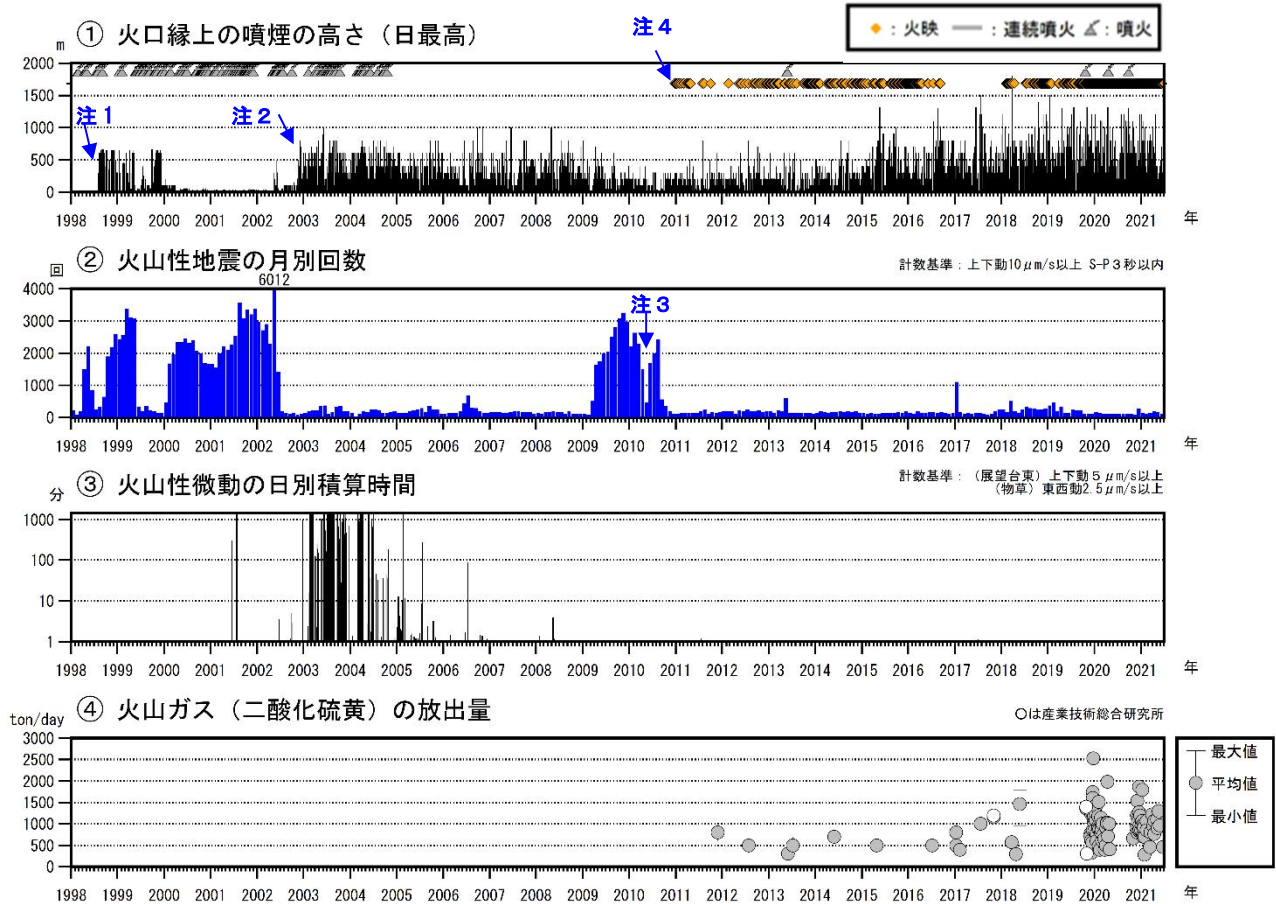 ① 火口縁上の噴煙の高さ（日最高）
注４
◆：火映 ━━：連続噴火 ：噴火
m
2000
1500
1000
500
0
注１
注２
1998 1999 2000 2001 2002 2003 2004 2005 2006 2007 2008 2009 2010 2011 2012 2013 2014 2015 2016 2017 2018 2019 2020 2021 年
② 火山性地震の月別回数
計数基準：上下動10μm/s以上 S-P３秒以内
回
6012
4000
3000
2000
1000
0
注３
1998 1999 2000 2001 2002 2003 2004 2005 2006 2007 2008 2009 2010 2011 2012 2013 2014 2015 2016 2017 2018 2019 2020 2021 年
③ 火山性微動の日別積算時間
計数基準：（展望台東）上下動５μm/s以上
（物草）東西動2.5μm/s以上
分
1000
100
10
1
1998 1999 2000 2001 2002 2003 2004 2005 2006 2007 2008 2009 2010 2011 2012 2013 2014 2015 2016 2017 2018 2019 2020 2021 年
④ 火山ガス（二酸化硫黄）の放出量
○は産業技術総合研究所
ton/day
3000
2500
2000
1500
1000
500
0
最大値
平均値
最小値
1998 1999 2000 2001 2002 2003 2004 2005 2006 2007 2008 2009 2010 2011 2012 2013 2014 2015 2016 2017 2018 2019 2020 2021 年